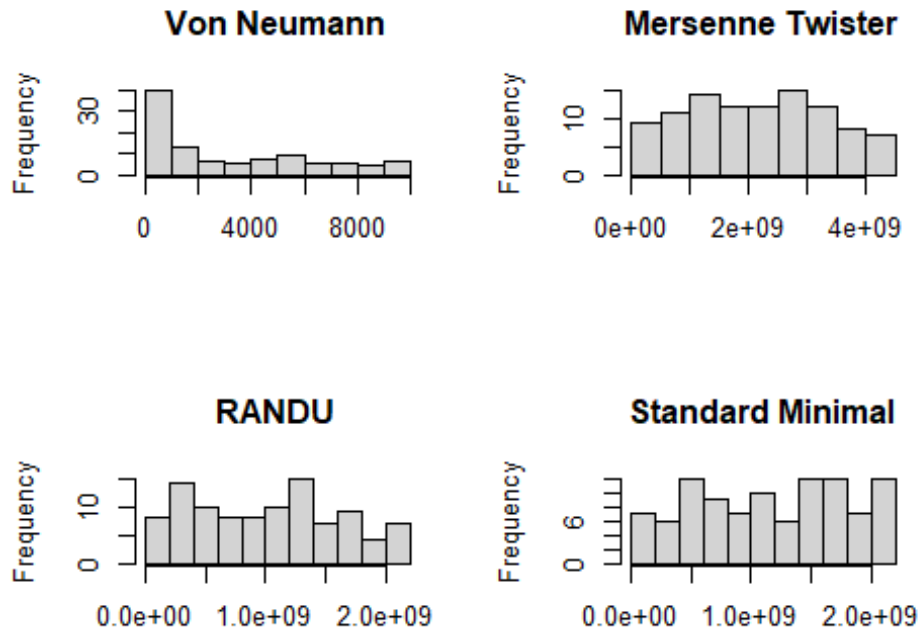 Von Neumann
Frequency
0
30
0
4000
8000
Mersenne Twister
Frequency
0
10
0e+00
2e+09
4e+09
RANDU
Frequency
0
10
0.0e+00
1.0e+09
2.0e+09
Standard Minimal
Frequency
0
6
0.0e+00
1.0e+09
2.0e+09